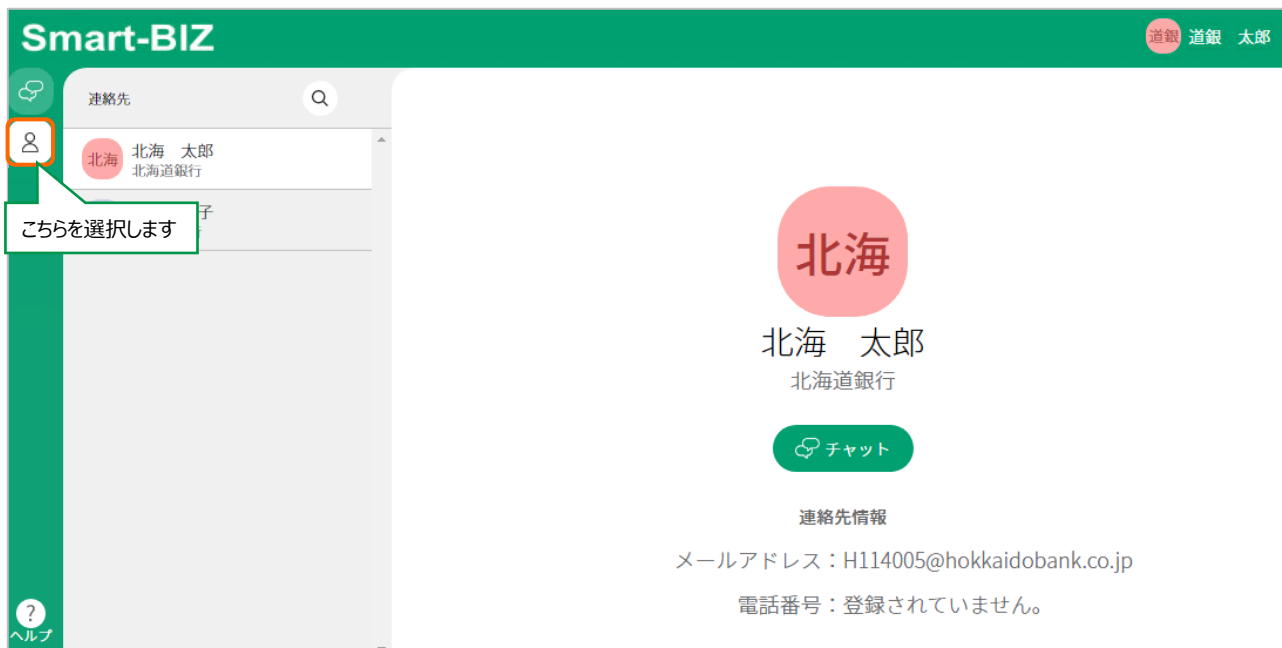 Smart-BIZ
道銀 道銀　太郎
連絡先
北海 北海　太郎
北海道銀行
子
こちらを選択します
北海
北海　太郎
北海道銀行
チャット
連絡先情報
メールアドレス：H114005@hokkaidobank.co.jp
電話番号：登録されていません。
?
ヘルプ